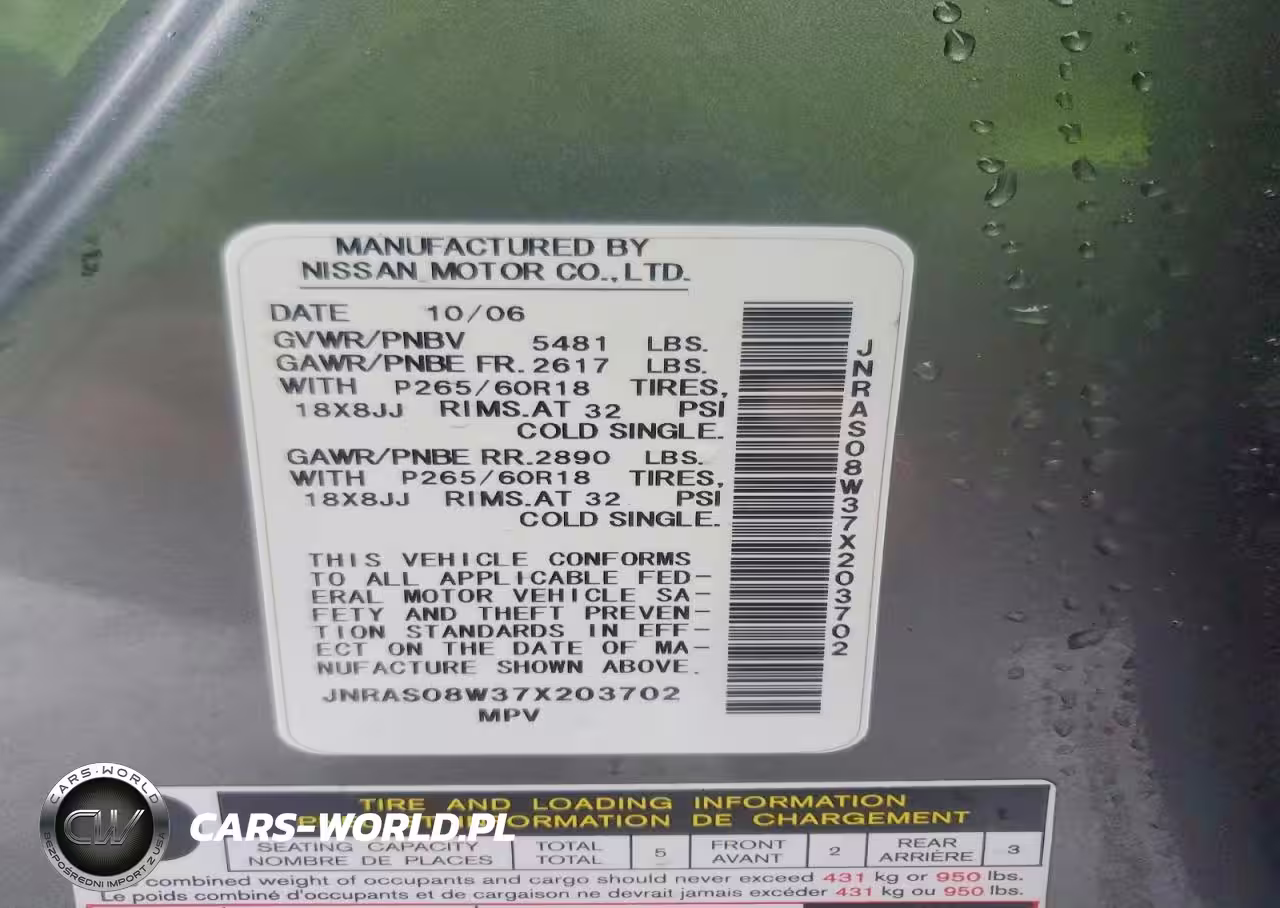 MANUFACTURED BY
NISSAN MOTOR CO.,LTD.
DATE 10/06
GVWR/PNBV 5481 LBS.
GAWR/PNBE FR. 2617 LBS.
WITH P265/60R18 TIRES,
18X8JJ RIMS.AT 32 PSI
COLD SINGLE.
GAWR/PNBE RR. 2890 LBS.
WITH P265/60R18 TIRES,
18X8JJ RIMS.AT 32 PSI
COLD SINGLE.
THIS VEHICLE CONFORMS
TO ALL APPLICABLE FED-
ERAL MOTOR VEHICLE SA-
FETY AND THEFT PREVEN-
TION STANDARDS IN EFF-
ECT ON THE DATE OF MA-
NUFACTURE SHOWN ABOVE.
JNRAS08W37X203702
MPV
JNRAS08W37X203702
TIRE AND LOADING INFORMATION
DE CHARGEMENT
SEATING CAPACITY TOTAL 5 FRONT 2 REAR 3
NOMBRE DE PLACES TOTAL AVANT ARRIÈRE
combined weight of occupants and cargo should never exceed 431 kg or 950 lbs.
Le poids combiné d'occupants et de cargaison ne devrait jamais excéder 431 kg ou 950 lbs.
CARS-WORLD
CW
BEZPOŚREDNI IMPORT Z USA
CARS-WORLD.PL